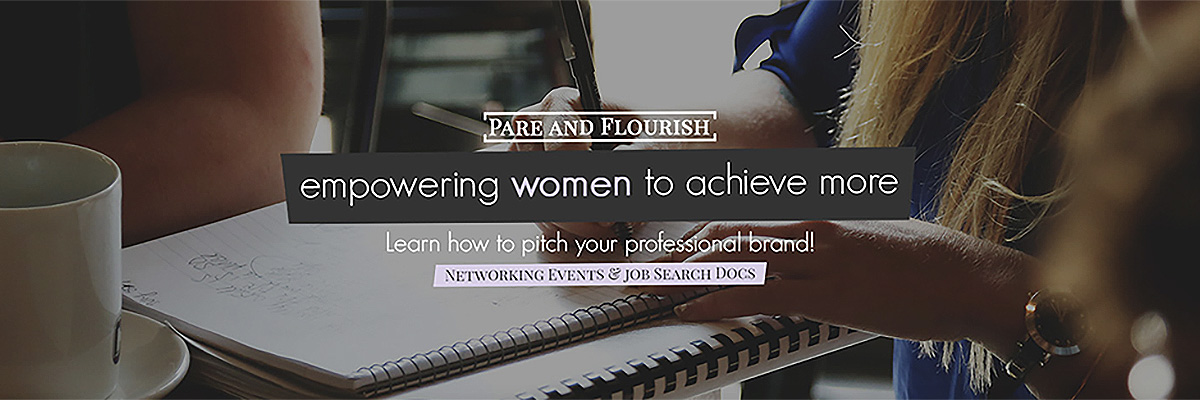 Pare and Flourish
empowering women to achieve more
Learn how to pitch your professional brand!
Networking Events & job Search Docs